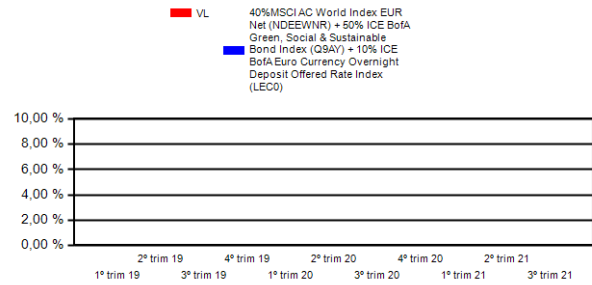 VL
40%MSCI AC World Index EUR
Net (NDEEWNR) + 50% ICE BofA
Green, Social & Sustainable
Bond Index (Q9AY) + 10% ICE
BofA Euro Currency Overnight
Deposit Offered Rate Index
(LEC0)
10,00 %
8,00 %
6,00 %
4,00 %
2,00 %
0,00 %
2º trim 19 4º trim 19 2º trim 20 4º trim 20 2º trim 21
1º trim 19 3º trim 19 1º trim 20 3º trim 20 1º trim 21 3º trim 21